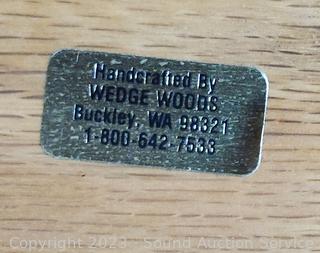 Handcrafted By
WEDGE WOODS
Buckley, WA 98321
1-800-642-7533
Copyright 2023 - Sound Auction Service